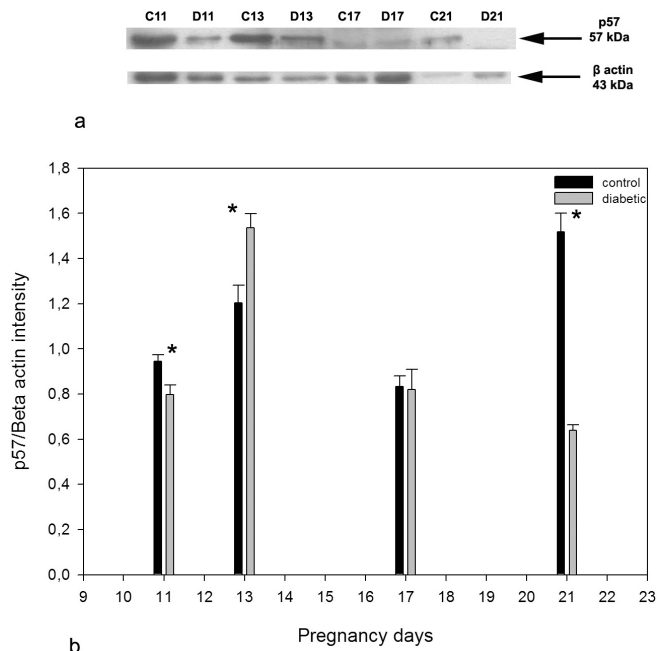 C11 D11 C13 D13 C17 D17 C21 D21
p57
57 kDa
β actin
43 kDa
a
1,8
1,6
1,4
1,2
1,0
0,8
0,6
0,4
0,2
0,0
p57/Beta actin intensity
control
diabetic
*
*
*
9 10 11 12 13 14 15 16 17 18 19 20 21 22 23
Pregnancy days
b